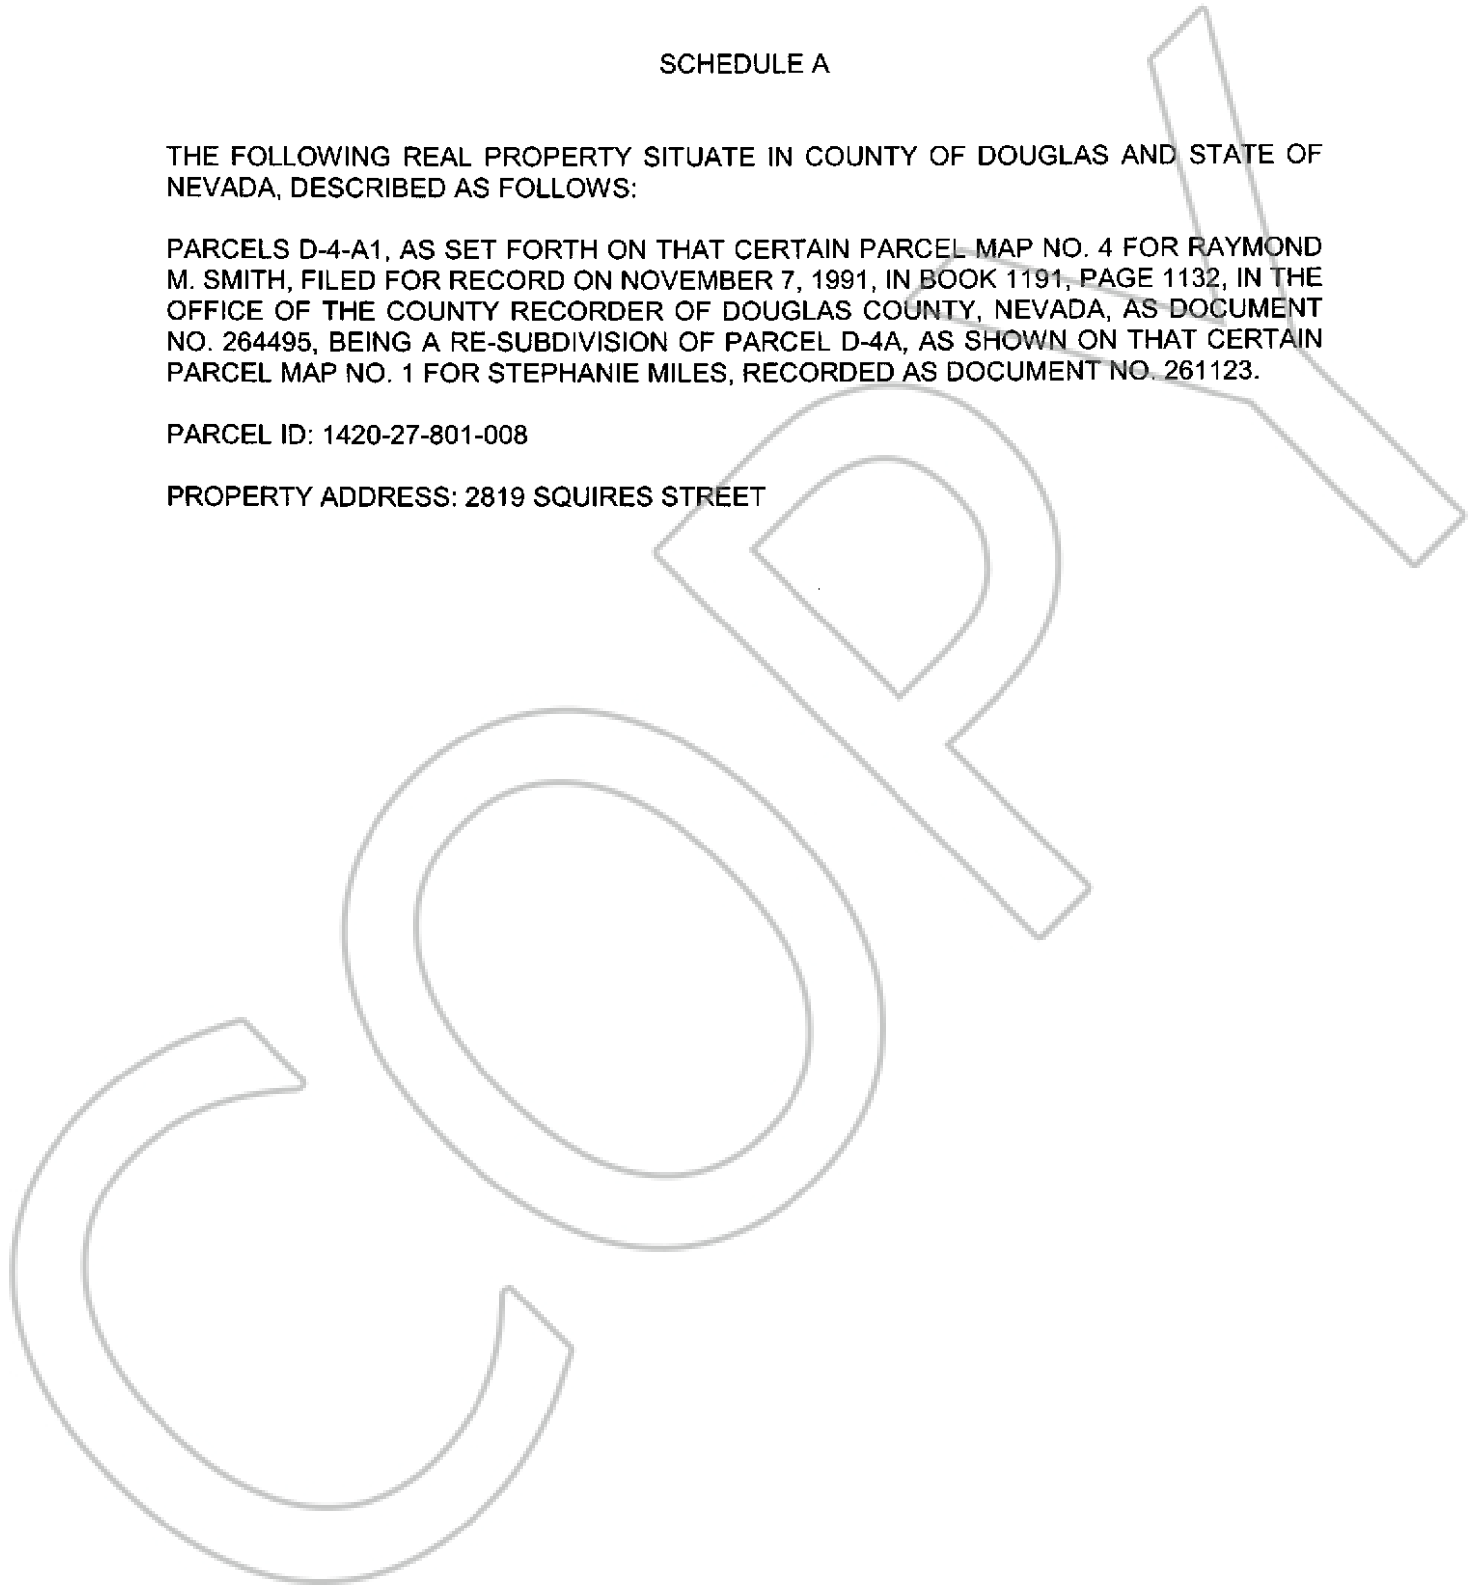 SCHEDULE A
THE FOLLOWING REAL PROPERTY SITUATE IN COUNTY OF DOUGLAS AND STATE OF
NEVADA, DESCRIBED AS FOLLOWS:
PARCELS D-4-A1, AS SET FORTH ON THAT CERTAIN PARCEL MAP NO. 4 FOR RAYMOND
M. SMITH, FILED FOR RECORD ON NOVEMBER 7, 1991, IN BOOK 1191, PAGE 1132, IN THE
OFFICE OF THE COUNTY RECORDER OF DOUGLAS COUNTY, NEVADA, AS DOCUMENT
NO. 264495, BEING A RE-SUBDIVISION OF PARCEL D-4A, AS SHOWN ON THAT CERTAIN
PARCEL MAP NO. 1 FOR STEPHANIE MILES, RECORDED AS DOCUMENT NO. 261123.
PARCEL ID: 1420-27-801-008
PROPERTY ADDRESS: 2819 SQUIRES STREET
COPY